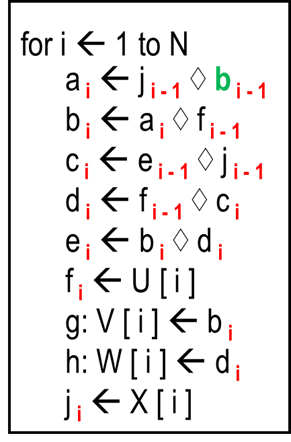 for i ← 1 to N
a i ← j i - 1 ◇ b i - 1
b i ← a i ◇ f i - 1
c i ← e i - 1 ◇ j i - 1
d i ← f i - 1 ◇ c i
e i ← b i ◇ d i
f i ← U [ i ]
g: V [ i ] ← b i
h: W [ i ] ← d i
j i ← X [ i ]